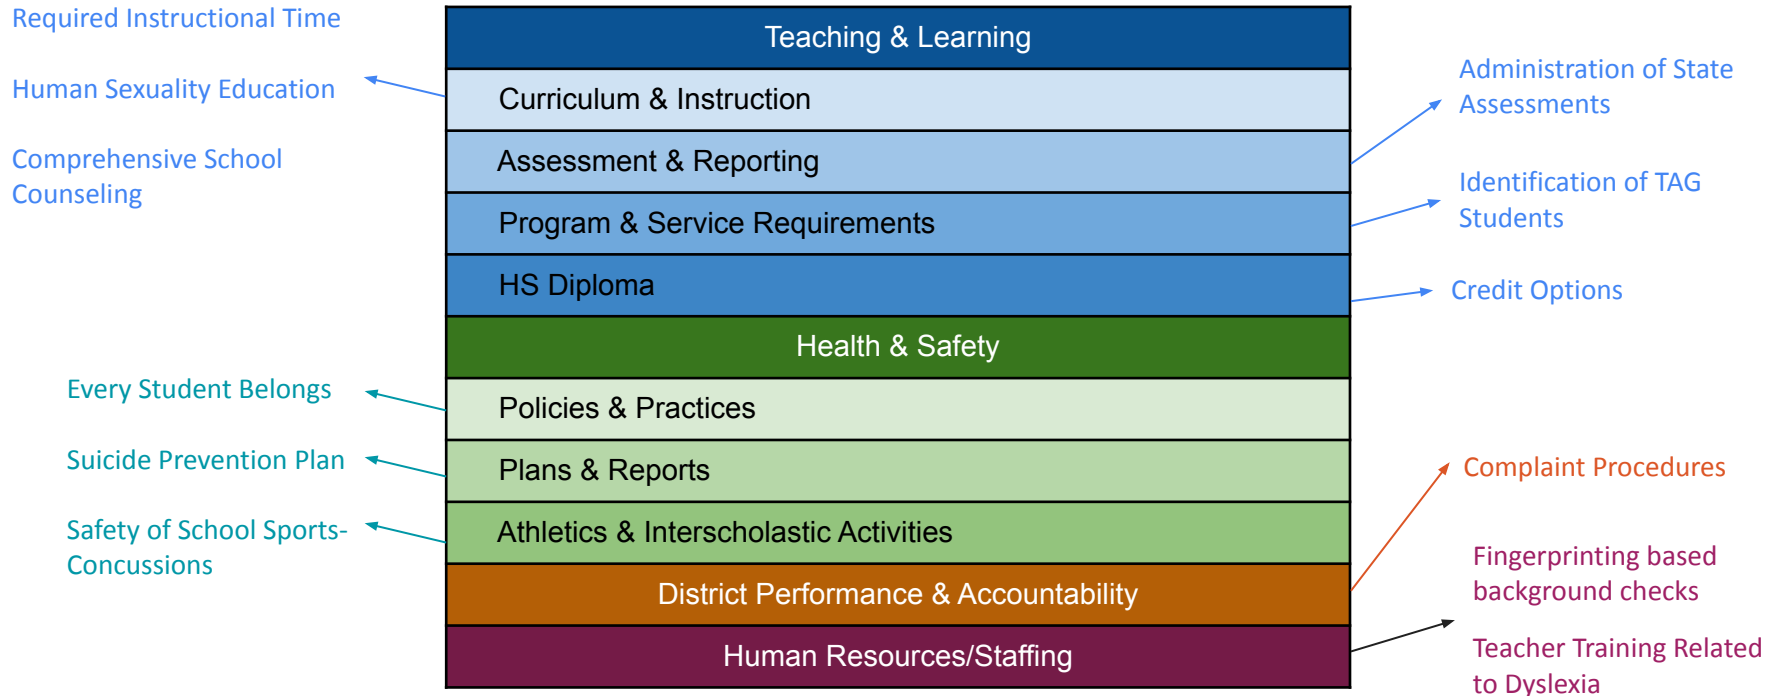 Required Instructional Time
Human Sexuality Education
Comprehensive School
Counseling
Every Student Belongs
Suicide Prevention Plan
Safety of School Sports-
Concussions
Teaching & Learning
Curriculum & Instruction
Assessment & Reporting
Program & Service Requirements
HS Diploma
Health & Safety
Policies & Practices
Plans & Reports
Athletics & Interscholastic Activities
District Performance & Accountability
Human Resources/Staffing
Administration of State
Assessments
Identification of TAG
Students
Credit Options
Complaint Procedures
Fingerprinting based
background checks
Teacher Training Related
to Dyslexia